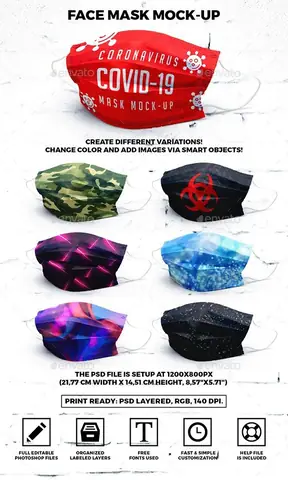 FACE MASK MOCK-UP
CORONAVIRUS
COVID-19
MASK MOCK-UP
CREATE DIFFERENT VARIATIONS!
CHANGE COLOR AND ADD IMAGES VIA SMART OBJECTS!
THE PSD FILE IS SETUP AT 1200X800PX
(21,77 CM WIDTH X 14,51 CM HEIGHT, 8,57"X5.71")
PRINT READY: PSD LAYERED, RGB, 140 DPI.
FULL EDITABLE
PHOTOSHOP FILES
ORGANIZED
LABELED LAYERS
T
FREE
FONTS USED
FAST & SIMPLE
CUSTOMIZATION
HELP FILE
IS INCLUDED